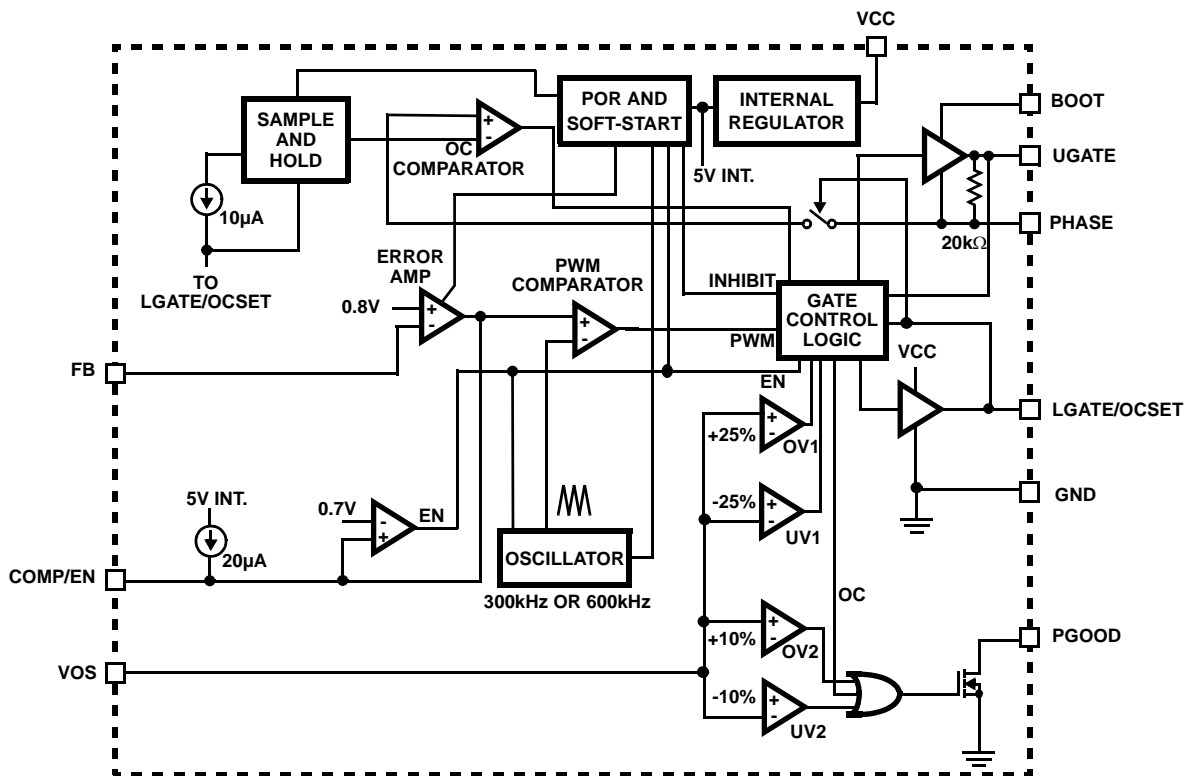 VCC
BOOT
UGATE
PHASE
SAMPLE
AND
HOLD
+
-
OC
COMPARATOR
POR AND
SOFT-START
INTERNAL
REGULATOR
5V INT.
10µA
TO
LGATE/OCSET
20kΩ
ERROR
AMP
0.8V
+
-
PWM
COMPARATOR
+
-
INHIBIT
PWM
GATE
CONTROL
LOGIC
FB
EN
VCC
LGATE/OCSET
+
-
+25%
OV1
GND
5V INT.
20µA
0.7V
-
+
EN
-25%
+
-
UV1
OSCILLATOR
300kHz OR 600kHz
COMP/EN
OC
+
-
+10%
OV2
PGOOD
VOS
-10%
+
-
UV2